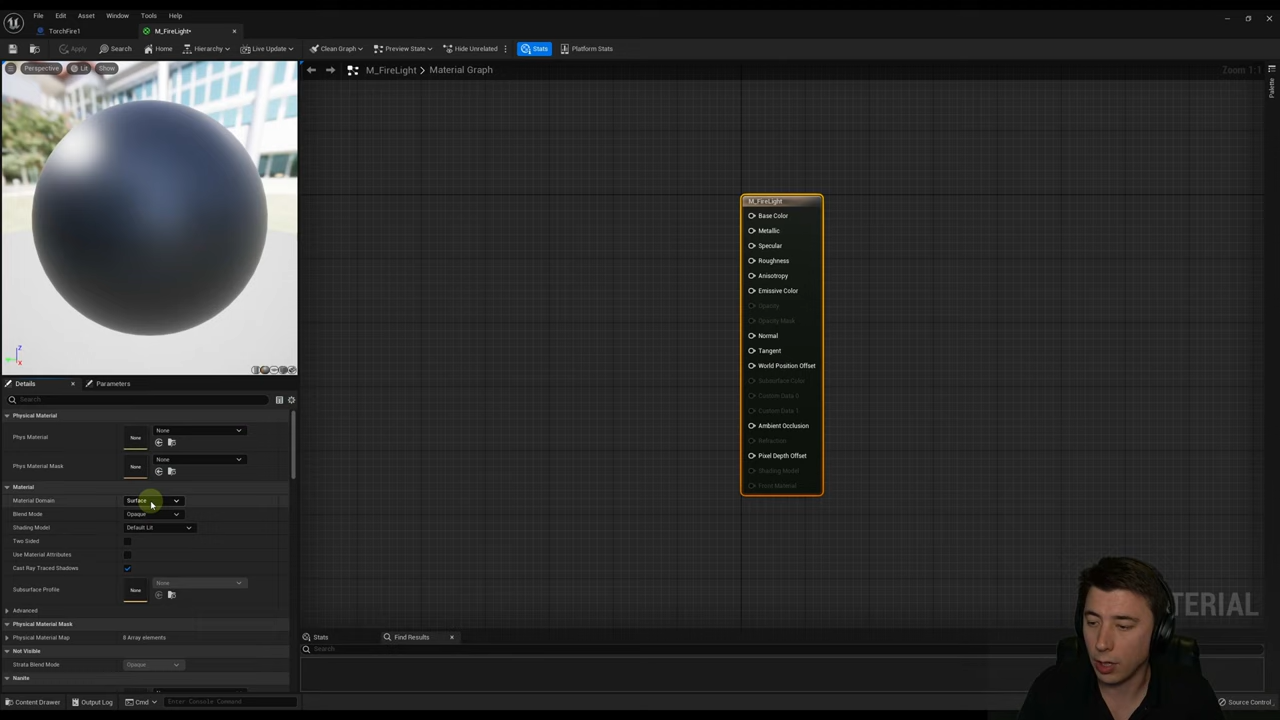 File Edit Asset Window Tools Help
TorchFire1 M_FireLight•
Apply Search Home Hierarchy Live Update Clean Graph Preview State Hide Unrelated Stats Platform Stats
Perspective Lit Show
M_FireLight > Material Graph
Zoom 1:1
Palette
M_FireLight
Base Color
Metallic
Specular
Roughness
Anisotropy
Emissive Color
Opacity
Opacity Mask
Normal
Tangent
World Position Offset
Subsurface Color
Custom Data 0
Custom Data 1
Ambient Occlusion
Refraction
Pixel Depth Offset
Shading Model
Front Material
Z
X
Details Parameters
Search
Physical Material
Phys Material None None
Phys Material Mask None None
Material
Material Domain Surface
Blend Mode Opaque
Shading Model Default Lit
Two Sided
Use Material Attributes
Cast Ray Traced Shadows
Subsurface Profile None None
Advanced
Physical Material Mask
Physical Material Map 8 Array elements
Not Visible
Strata Blend Mode Opaque
Nanite
Stats Find Results
Search
Content Drawer Output Log Cmd Enter Console Command
Source Control